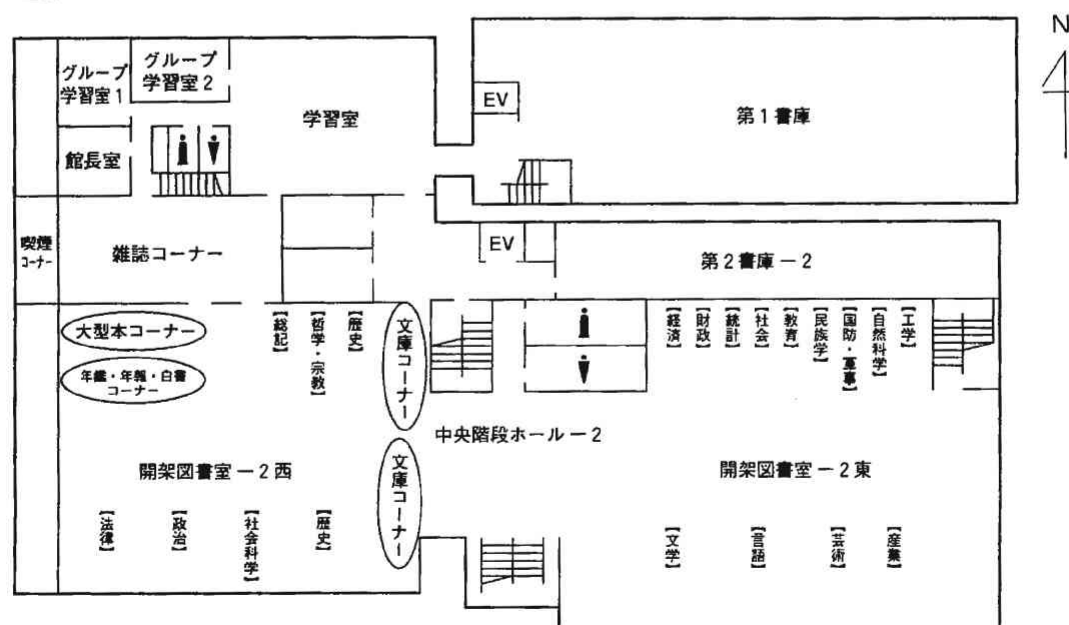 N
グループ
学習室1
グループ
学習室2
学習室
EV
第1書庫
館長室
喫煙
コーナー
雑誌コーナー
EV
第2書庫－2
大型本コーナー
年鑑・年報・白書
コーナー
【総記】
【哲学・宗教】
【歴史】
文庫コーナー
【経済】
【財政】
【統計】
【社会】
【教育】
【民族学】
【国防・軍事】
【自然科学】
【工学】
中央階段ホール－2
開架図書室－2西
文庫コーナー
開架図書室－2東
【法律】
【政治】
【社会科学】
【歴史】
【文学】
【言語】
【芸術】
【産業】